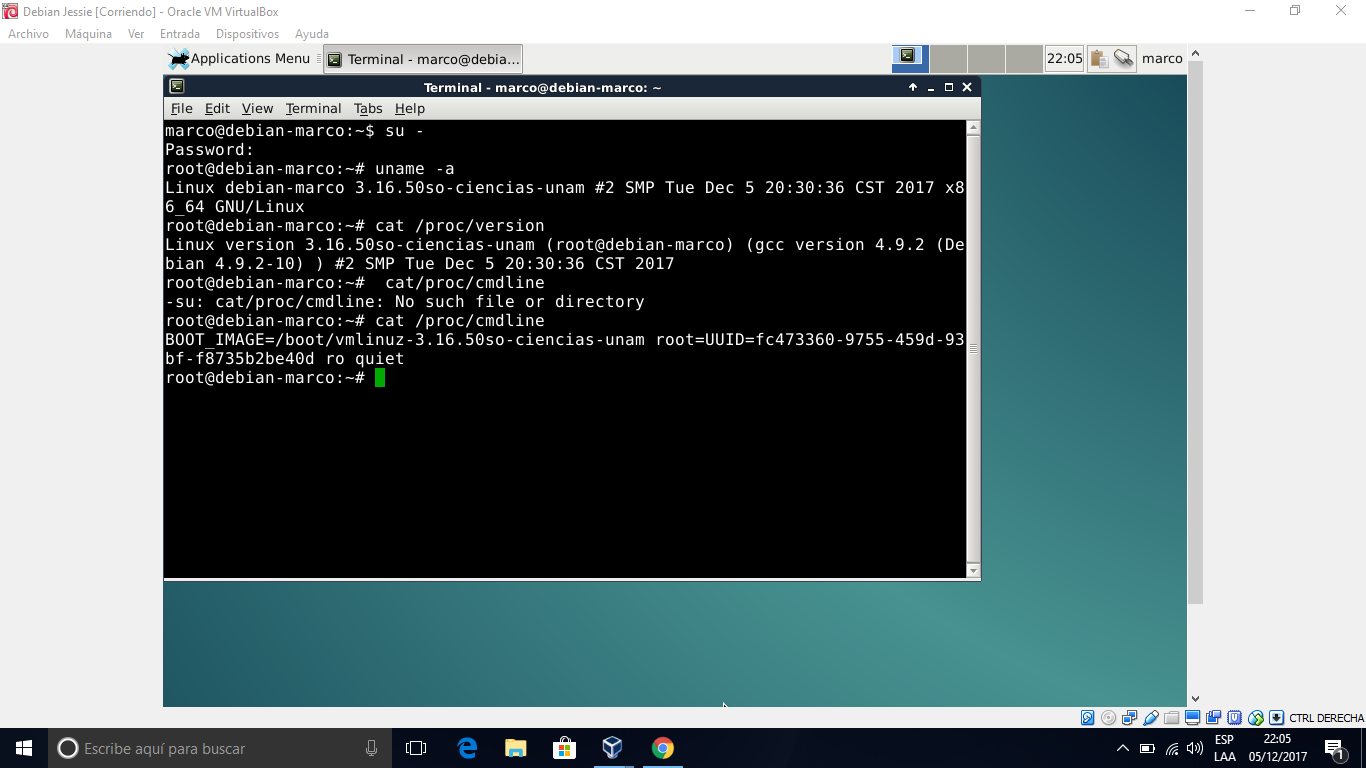 Debian Jessie [Corriendo] - Oracle VM VirtualBox
Archivo Máquina Ver Entrada Dispositivos Ayuda
Applications Menu Terminal - marco@debia... 22:05 marco
Terminal - marco@debian-marco: ~
File Edit View Terminal Tabs Help
marco@debian-marco:~$ su -
Password:
root@debian-marco:~# uname -a
Linux debian-marco 3.16.50so-ciencias-unam #2 SMP Tue Dec 5 20:30:36 CST 2017 x8
6_64 GNU/Linux
root@debian-marco:~# cat /proc/version
Linux version 3.16.50so-ciencias-unam (root@debian-marco) (gcc version 4.9.2 (De
bian 4.9.2-10) ) #2 SMP Tue Dec 5 20:30:36 CST 2017
root@debian-marco:~#  cat/proc/cmdline
-su: cat/proc/cmdline: No such file or directory
root@debian-marco:~# cat /proc/cmdline
BOOT_IMAGE=/boot/vmlinuz-3.16.50so-ciencias-unam root=UUID=fc473360-9755-459d-93
bf-f8735b2be40d ro quiet
root@debian-marco:~#
CTRL DERECHA
Escribe aquí para buscar
ESP 22:05
LAA 05/12/2017 1